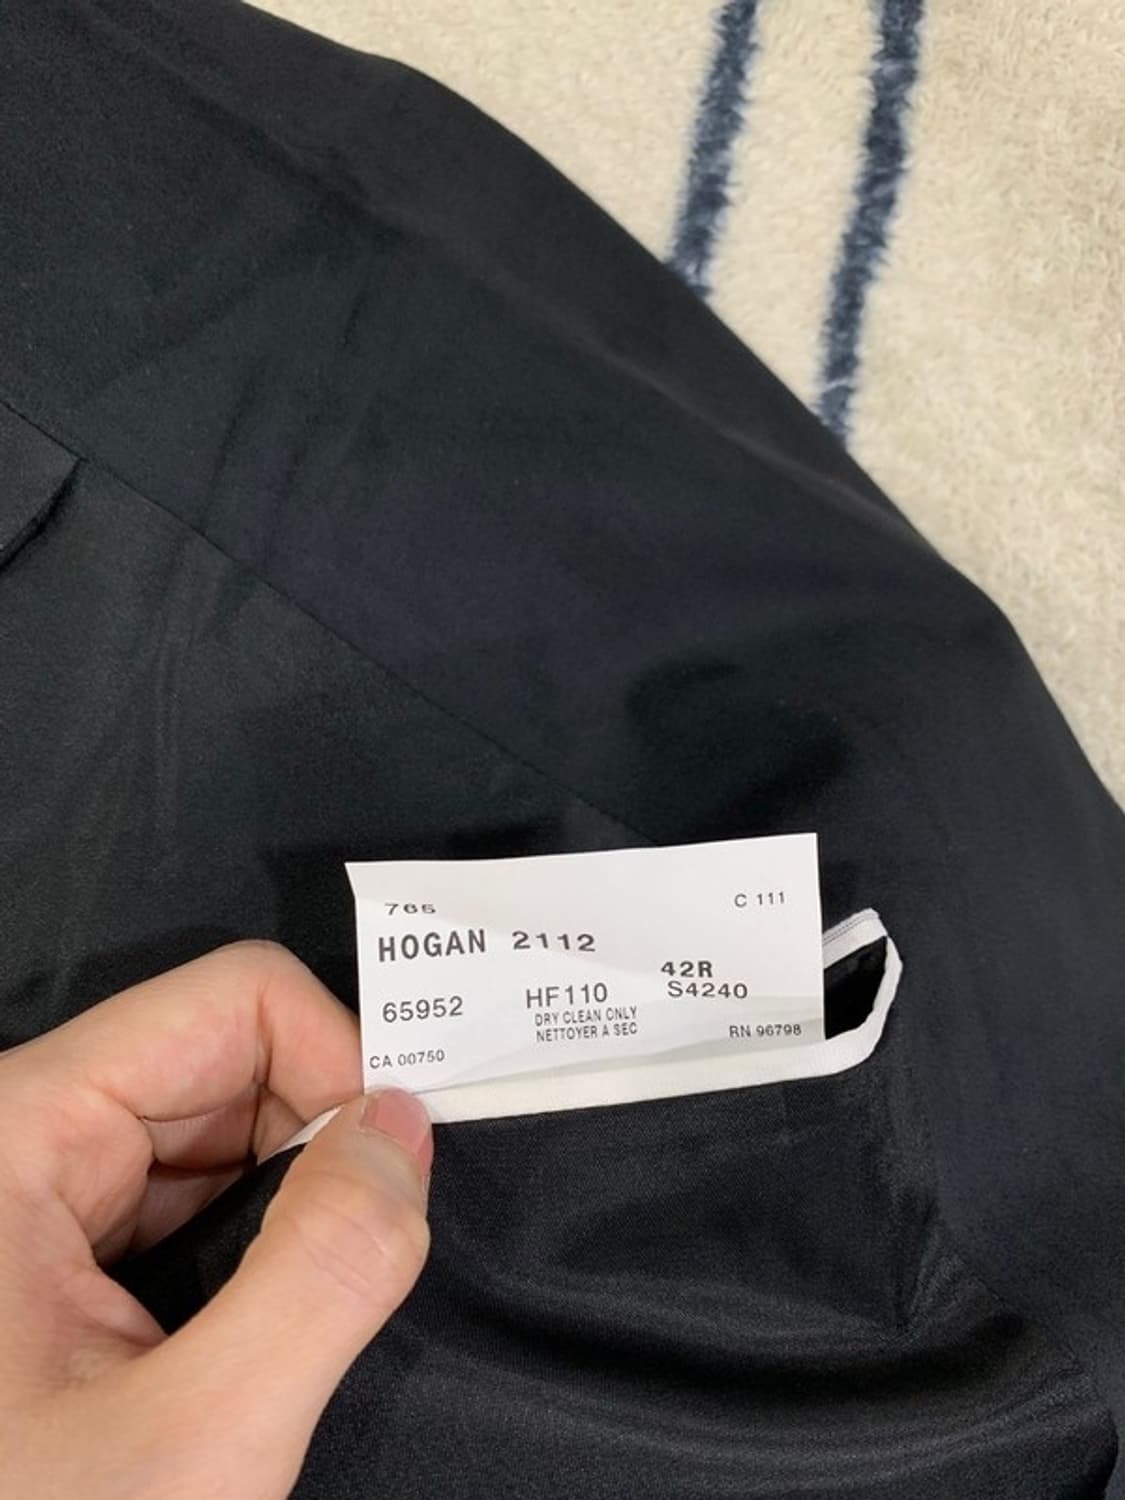 765 C 111
HOGAN 2112
42R
65952 HF110 S4240
DRY CLEAN ONLY
NETTOYER A SEC RN 96798
CA 00750